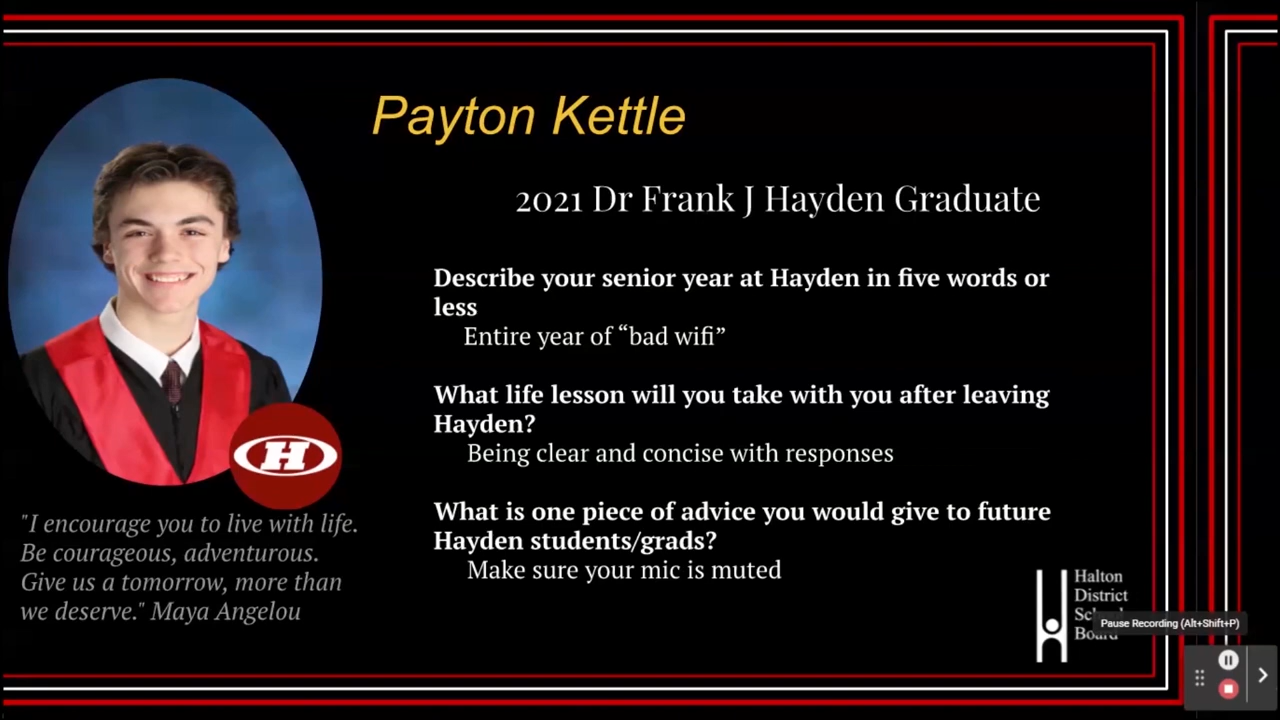 Payton Kettle
2021 Dr Frank J Hayden Graduate
Describe your senior year at Hayden in five words or
less
Entire year of “bad wifi”
What life lesson will you take with you after leaving
Hayden?
Being clear and concise with responses
What is one piece of advice you would give to future
Hayden students/grads?
Make sure your mic is muted
H
"I encourage you to live with life.
Be courageous, adventurous.
Give us a tomorrow, more than
we deserve." Maya Angelou
Halton
District
School
Board
Pause Recording (Alt+Shift+P)